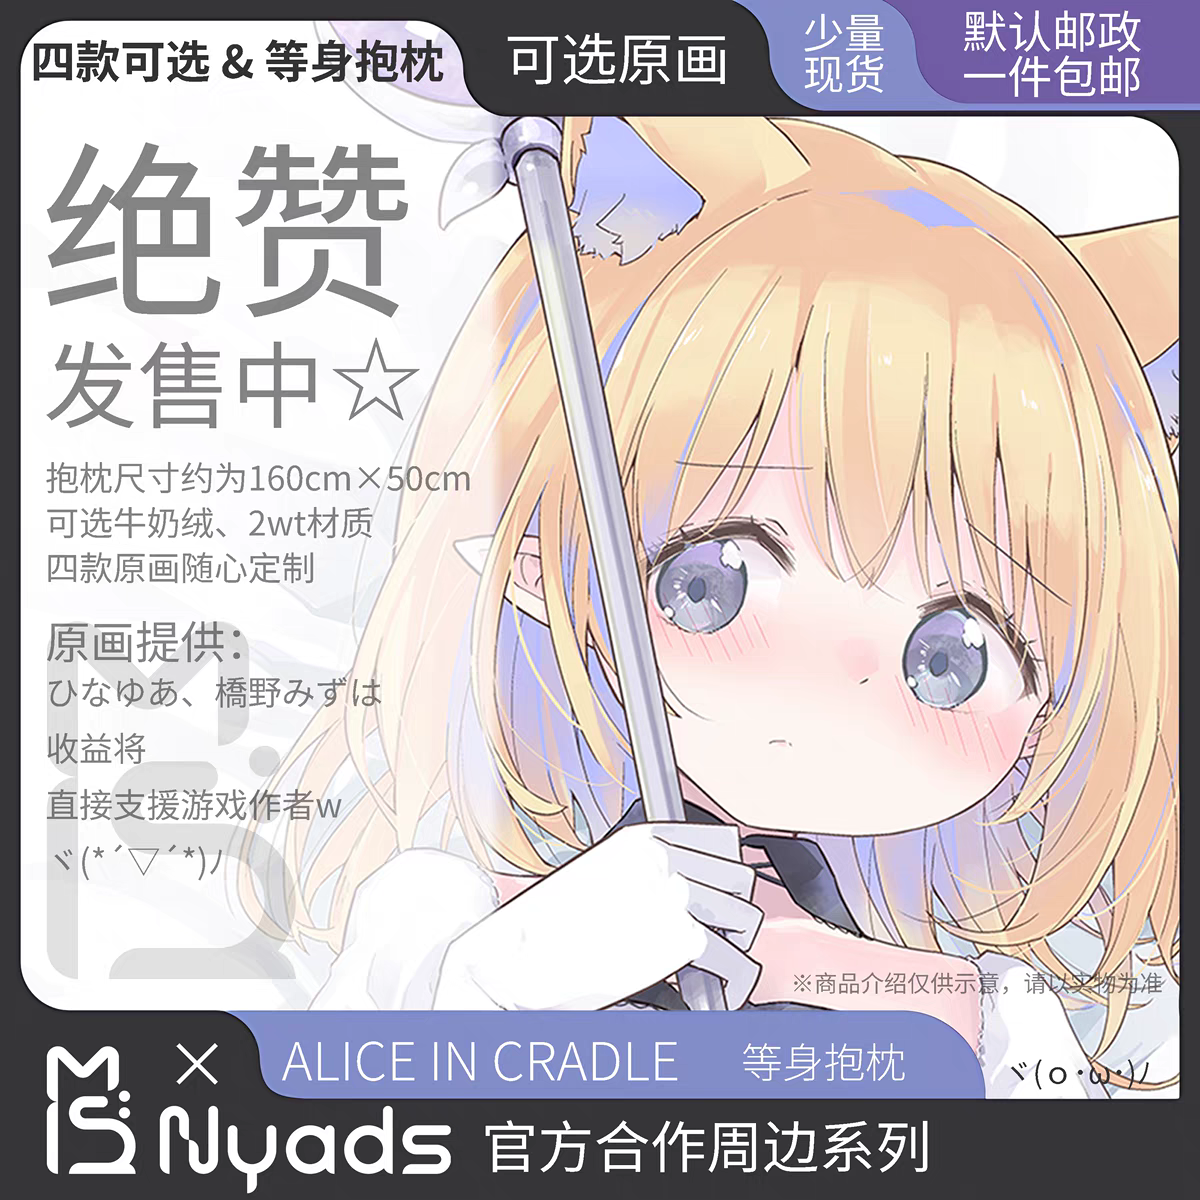 四款可选 & 等身抱枕
可选原画
少量
现货
默认邮政
一件包邮
绝赞
发售中☆
抱枕尺寸约为160cm×50cm
可选牛奶绒、2wt材质
四款原画随心定制
原画提供：
ひなゆあ、橋野みずは
收益将
直接支援游戏作者w
ヾ(*´▽´*)ﾉ
※商品介绍仅供示意，请以实物为准
× ALICE IN CRADLE 等身抱枕
ヾ(ο･ω･)ﾉ
Nyads 官方合作周边系列